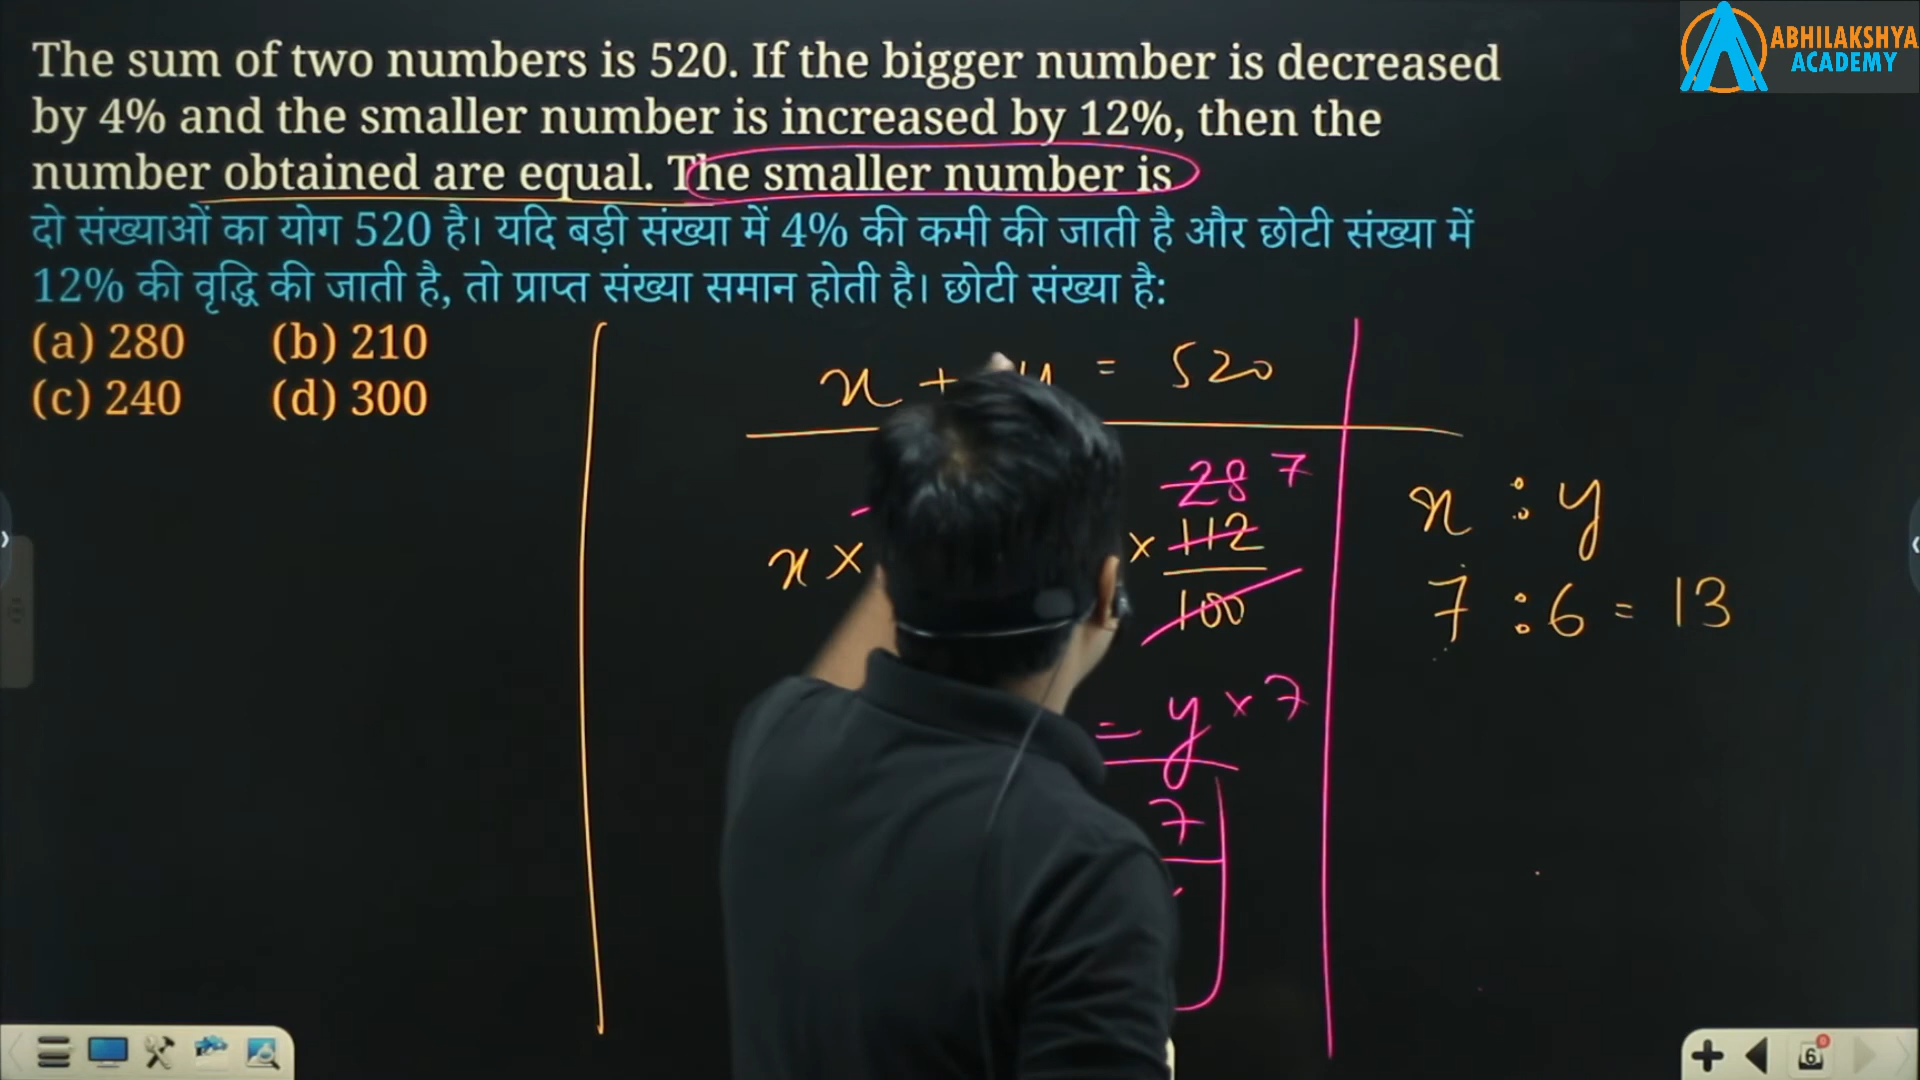 The sum of two numbers is 520. If the bigger number is decreased
by 4% and the smaller number is increased by 12%, then the
number obtained are equal. The smaller number is
दो संख्याओं का योग 520 है। यदि बड़ी संख्या में 4% की कमी की जाती है और छोटी संख्या में
12% की वृद्धि की जाती है, तो प्राप्त संख्या समान होती है। छोटी संख्या है:
(a) 280 (b) 210
(c) 240 (d) 300
ABHILAKSHYA
ACADEMY
x + y = 520
28 7
x × × 112
100
= y × 7
7
x : y
7 : 6 = 13
6